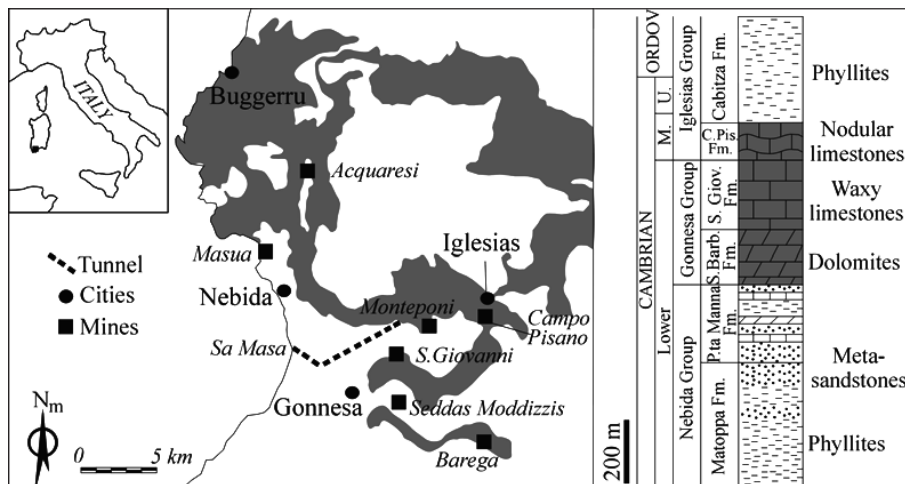 ITALY
Buggerru
Acquaresi
Masua
Iglesias
Tunnel
Cities
Mines
Nebida
Monteponi
Campo
Pisano
Sa Masa
S.Giovanni
Gonnesa
Seddas Moddizzis
Barega
Nm
0 5 km
200 m
ORDOV
U.
M.
CAMBRIAN
Lower
Iglesias Group
Gonnesa Group
Nebida Group
Cabitza Fm.
C.Pis.
Fm.
S. Giov.
Fm.
S. Barb.
Fm.
P.ta Manna
Fm.
Matoppa Fm.
Phyllites
Nodular
limestones
Waxy
limestones
Dolomites
Meta-
sandstones
Phyllites